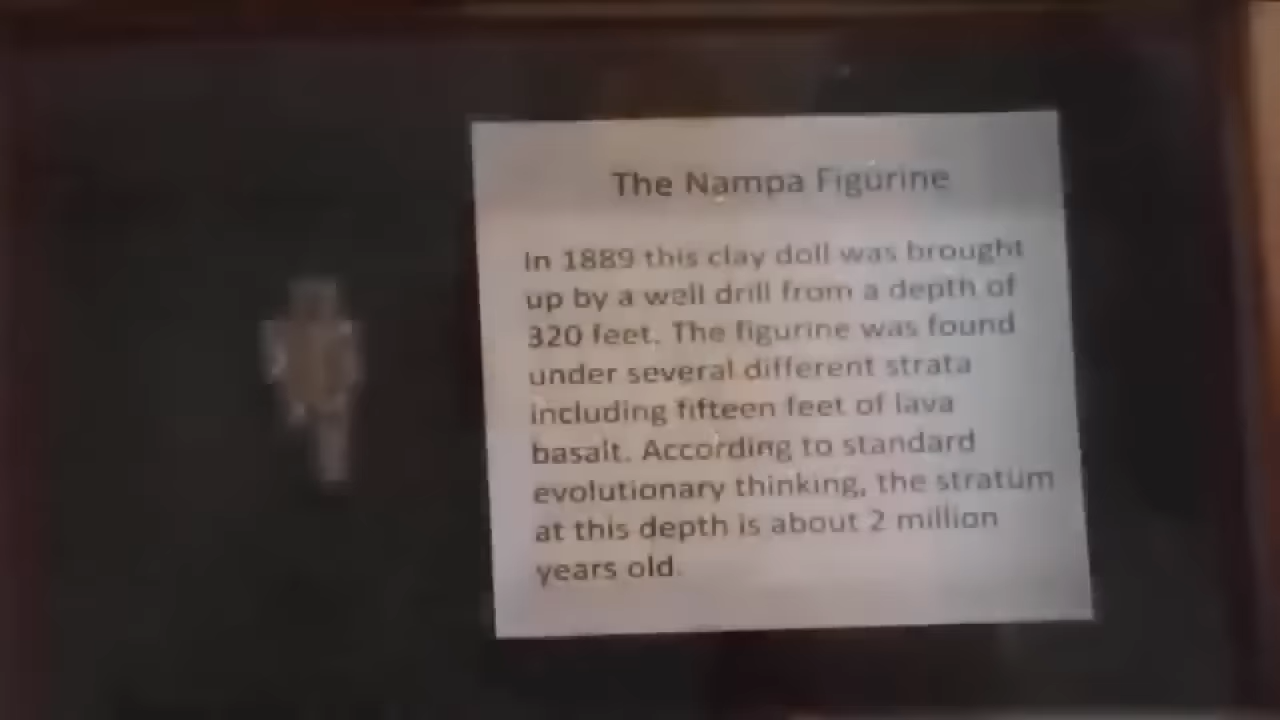 The Nampa Figurine
In 1889 this clay doll was brought
up by a well drill from a depth of
320 feet. The figurine was found
under several different strata
including fifteen feet of lava
basalt. According to standard
evolutionary thinking, the stratum
at this depth is about 2 million
years old.